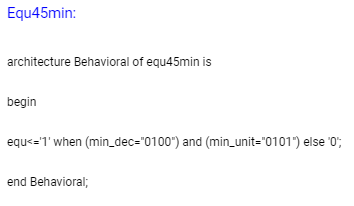 Equ45min:
architecture Behavioral of equ45min is
begin
equ<='1' when (min_dec="0100") and (min_unit="0101") else '0';
end Behavioral;